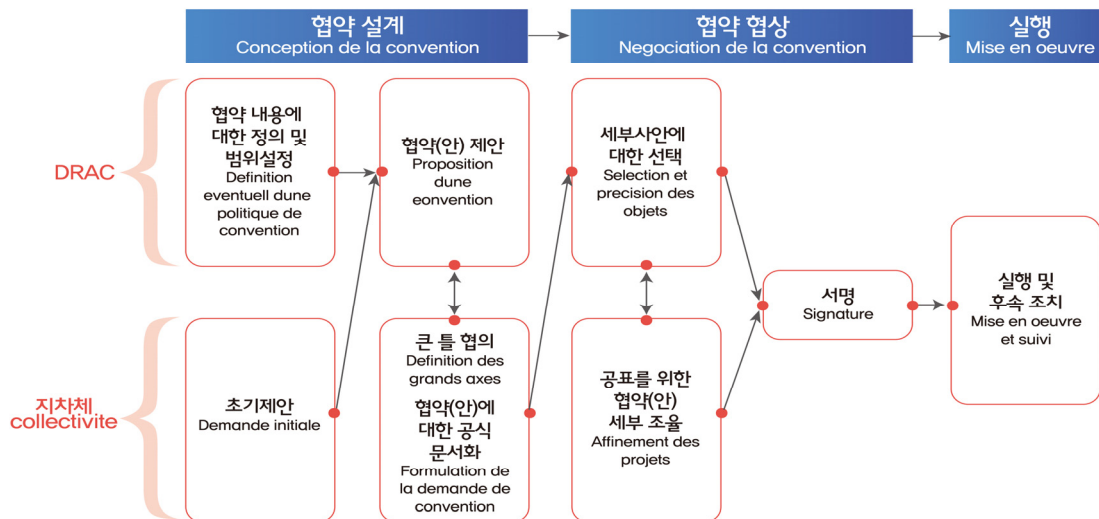 협약 설계
Conception de la convention
협약 협상
Negociation de la convention
실행
Mise en oeuvre
DRAC
협약 내용에
대한 정의 및
범위설정
Definition
eventuell dune
politique de
convention
협약(안) 제안
Proposition
dune
eonvention
세부사안에
대한 선택
Selection et
precision des
objets
서명
Signature
실행 및
후속 조치
Mise en oeuvre
et suivi
지차체
collectivite
초기제안
Demande initiale
큰 틀 협의
Definition des
grands axes
협약(안)에
대한 공식
문서화
Formulation de
la demande de
convention
공표를 위한
협약(안)
세부 조율
Affinement des
projets